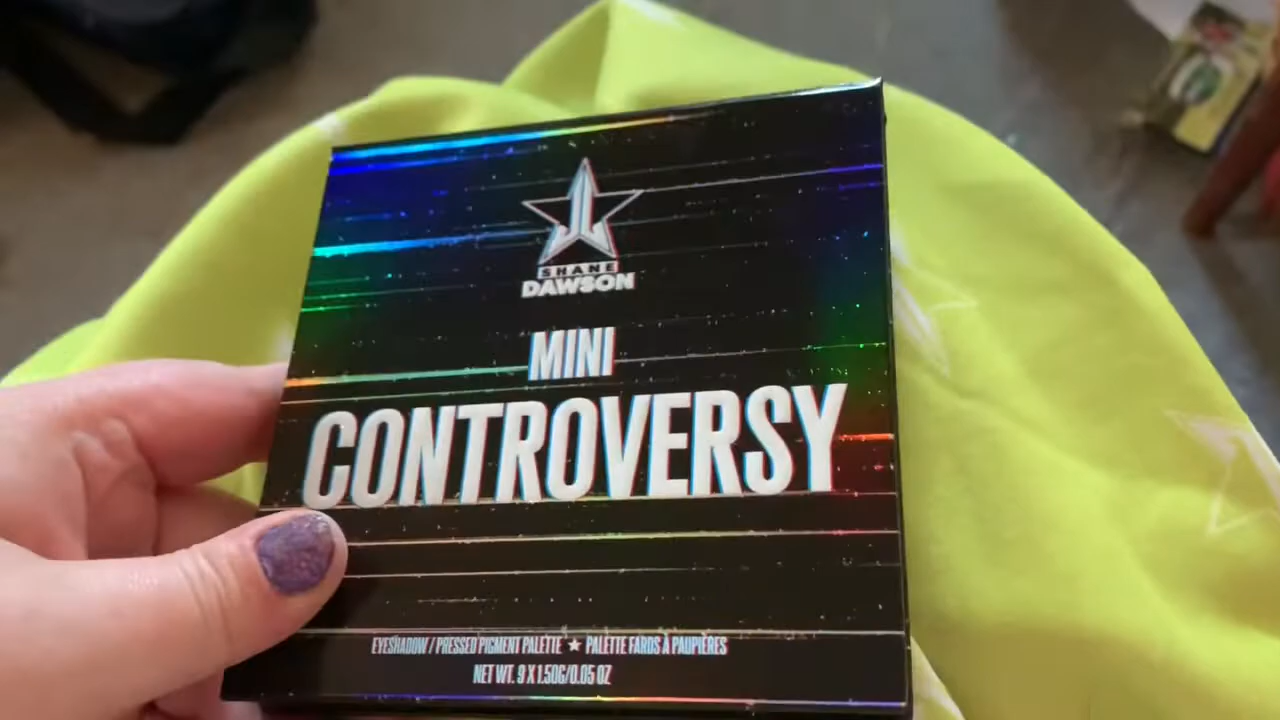 SHANE
DAWSON
MINI
CONTROVERSY
EYESHADOW / PRESSED PIGMENT PALETTE ★ PALETTE FARDS À PAUPIÈRES
NET WT. 9 X 1.50G/0.05 OZ